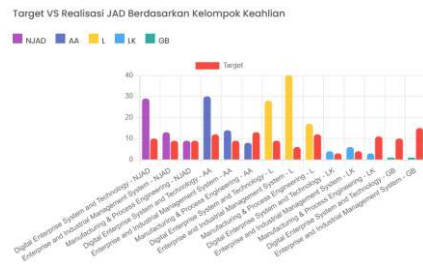 Target VS Realisasi JAD Berdasarkan Kelompok Keahlian
NJAD AA L LK GB
Target
40
30
20
10
0
Digital Enterprise System and Technology - NJAD
Enterprise and Industrial Management System - NJAD
Manufacturing & Process Engineering - NJAD
Digital Enterprise System and Technology - AA
Enterprise and Industrial Management System - AA
Manufacturing & Process Engineering - AA
Digital Enterprise System and Technology - L
Enterprise and Industrial Management System - L
Manufacturing & Process Engineering - L
Digital Enterprise System and Technology - LK
Enterprise and Industrial Management System - LK
Manufacturing & Process Engineering - LK
Digital Enterprise System and Technology - GB
Enterprise and Industrial Management System - GB